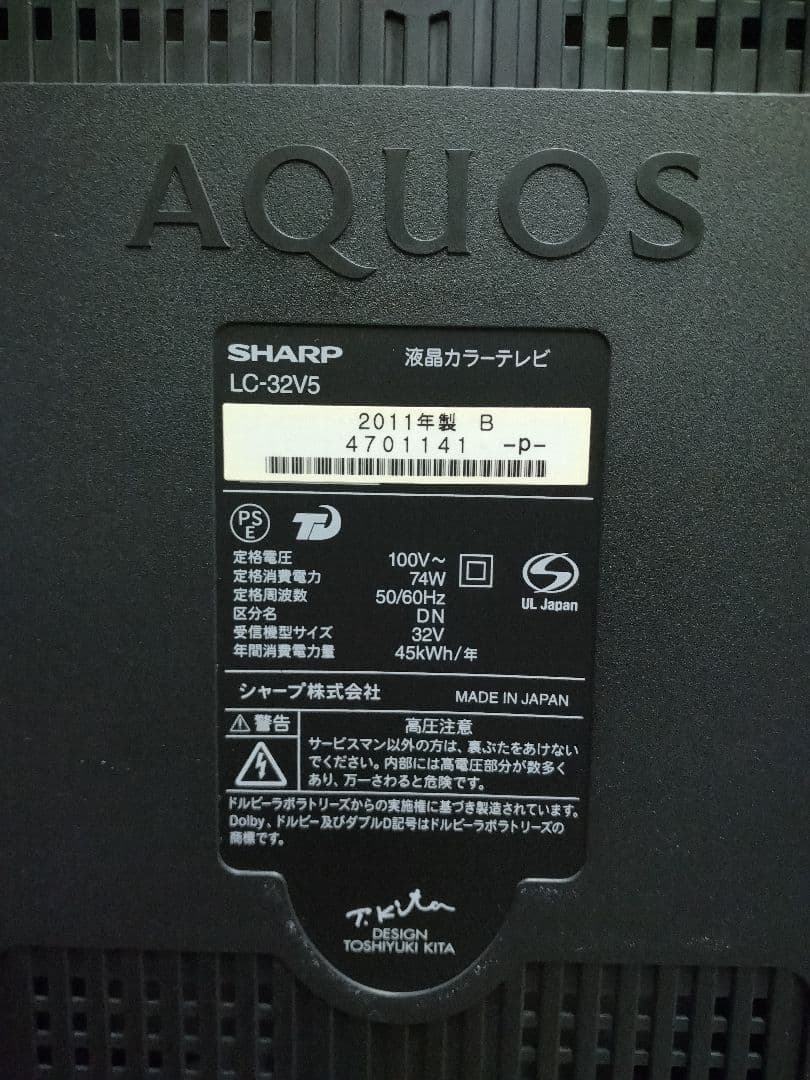 AQUOS
SHARP 液晶カラーテレビ
LC-32V5
2011年製 B
4701141 -p-
PS
E
定格電圧 100V～
定格消費電力 74W
定格周波数 50/60Hz
区分名 DN
受信機型サイズ 32V
年間消費電力量 45kWh/年
UL Japan
シャープ株式会社 MADE IN JAPAN
⚠警告 高圧注意
サービスマン以外の方は、裏ぶたをあけない
でください。内部には高電圧部分が数多く
あり、万一さわると危険です。
ドルビーラボラトリーズからの実施権に基づき製造されています。
Dolby、ドルビー及びダブルD記号はドルビーラボラトリーズの
商標です。
T. Kita
DESIGN
TOSHIYUKI KITA